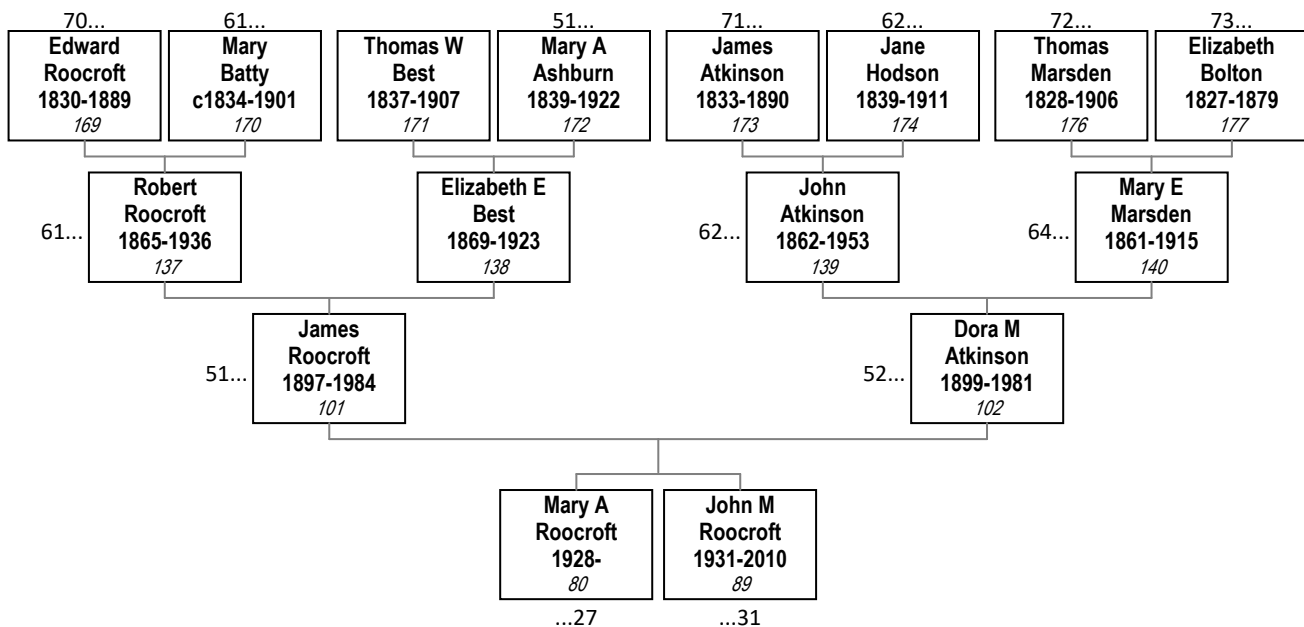 70...
61...
51...
71...
62...
72...
73...
Edward
Roocroft
1830-1889
169
Mary
Batty
c1834-1901
170
Thomas W
Best
1837-1907
171
Mary A
Ashburn
1839-1922
172
James
Atkinson
1833-1890
173
Jane
Hodson
1839-1911
174
Thomas
Marsden
1828-1906
176
Elizabeth
Bolton
1827-1879
177
61...
Robert
Roocroft
1865-1936
137
Elizabeth E
Best
1869-1923
138
62...
John
Atkinson
1862-1953
139
64...
Mary E
Marsden
1861-1915
140
51...
James
Roocroft
1897-1984
101
52...
Dora M
Atkinson
1899-1981
102
Mary A
Roocroft
1928-
80
John M
Roocroft
1931-2010
89
...27
...31